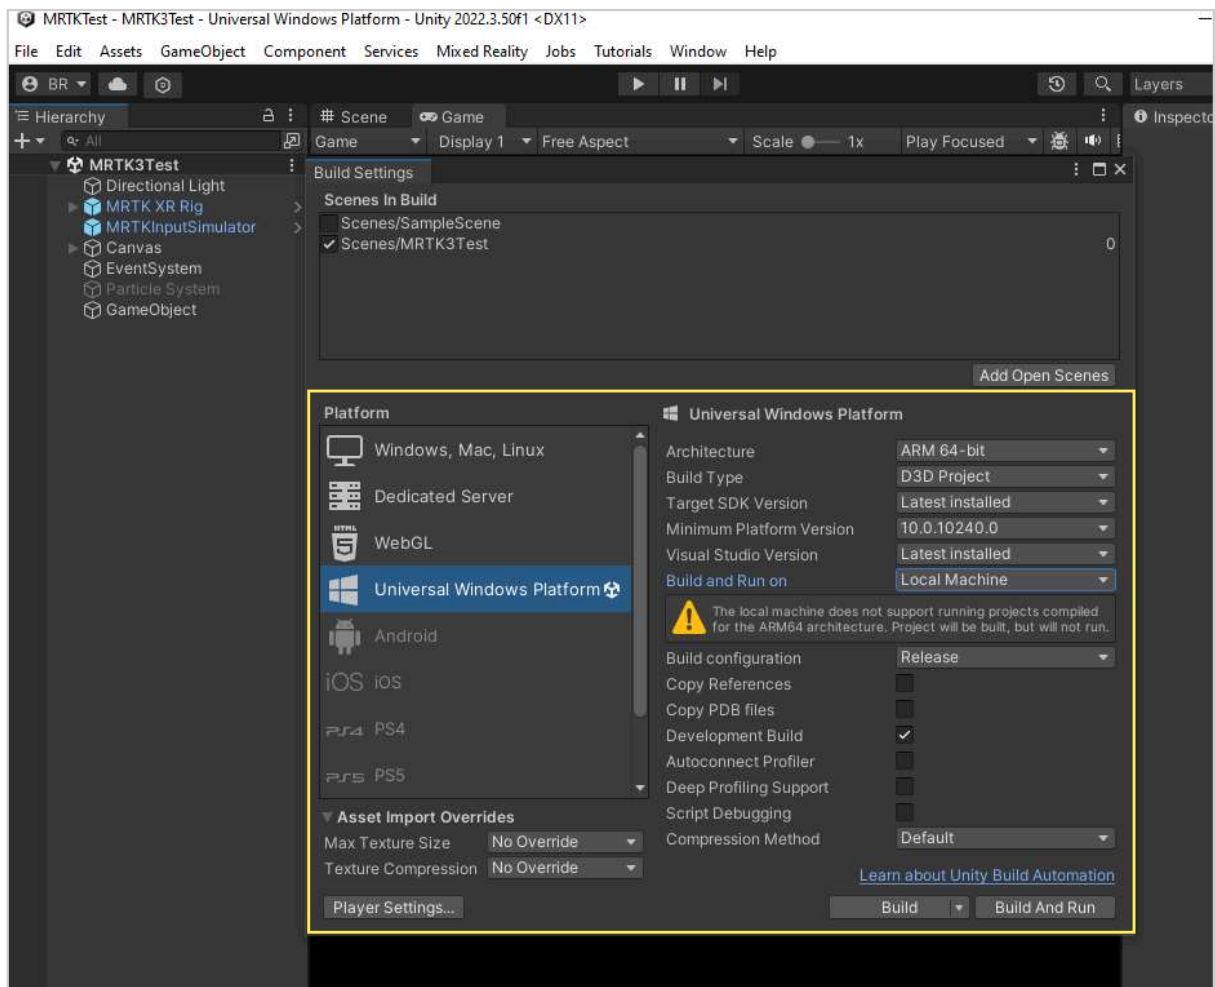 MRTKTest - MRTK3Test - Universal Windows Platform - Unity 2022.3.50f1 <DX11>
File Edit Assets GameObject Component Services Mixed Reality Jobs Tutorials Window Help
BR Layers
Hierarchy # Scene Game Inspecto
All Game Display 1 Free Aspect Scale 1x Play Focused
MRTK3Test
Directional Light
MRTK XR Rig
MRTKInputSimulator
Canvas
EventSystem
Particle System
GameObject
Build Settings
Scenes In Build
Scenes/SampleScene
Scenes/MRTK3Test 0
Add Open Scenes
Platform
Windows, Mac, Linux
Dedicated Server
HTML 5 WebGL
Universal Windows Platform
Android
iOS iOS
PS4 PS4
PS5 PS5
Asset Import Overrides
Max Texture Size No Override
Texture Compression No Override
Player Settings...
Universal Windows Platform
Architecture ARM 64-bit
Build Type D3D Project
Target SDK Version Latest installed
Minimum Platform Version 10.0.10240.0
Visual Studio Version Latest installed
Build and Run on Local Machine
The local machine does not support running projects compiled
for the ARM64 architecture. Project will be built, but will not run.
Build configuration Release
Copy References
Copy PDB files
Development Build
Autoconnect Profiler
Deep Profiling Support
Script Debugging
Compression Method Default
Learn about Unity Build Automation
Build Build And Run